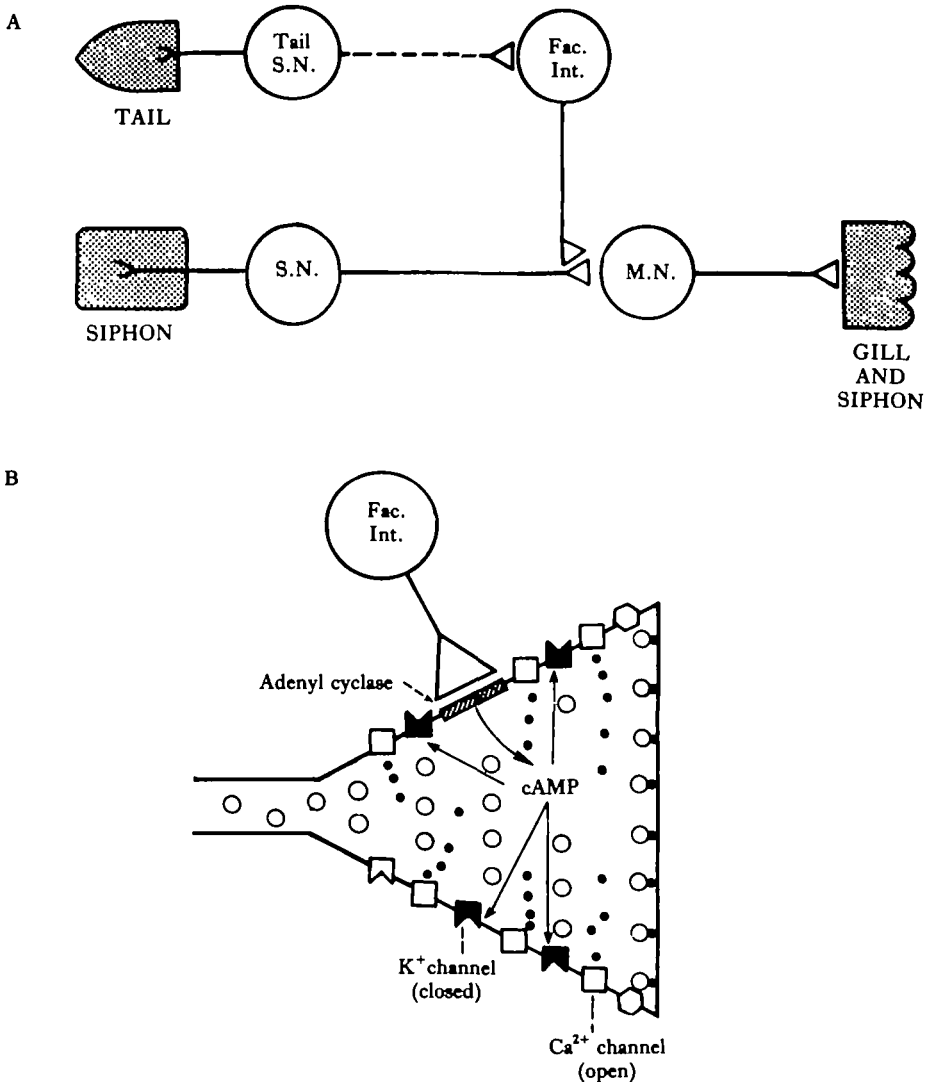 A
Tail
S.N.
Fac.
Int.
TAIL
S.N.
M.N.
SIPHON
GILL
AND
SIPHON
B
Fac.
Int.
Adenyl cyclase
cAMP
K⁺ channel
(closed)
Ca²⁺ channel
(open)